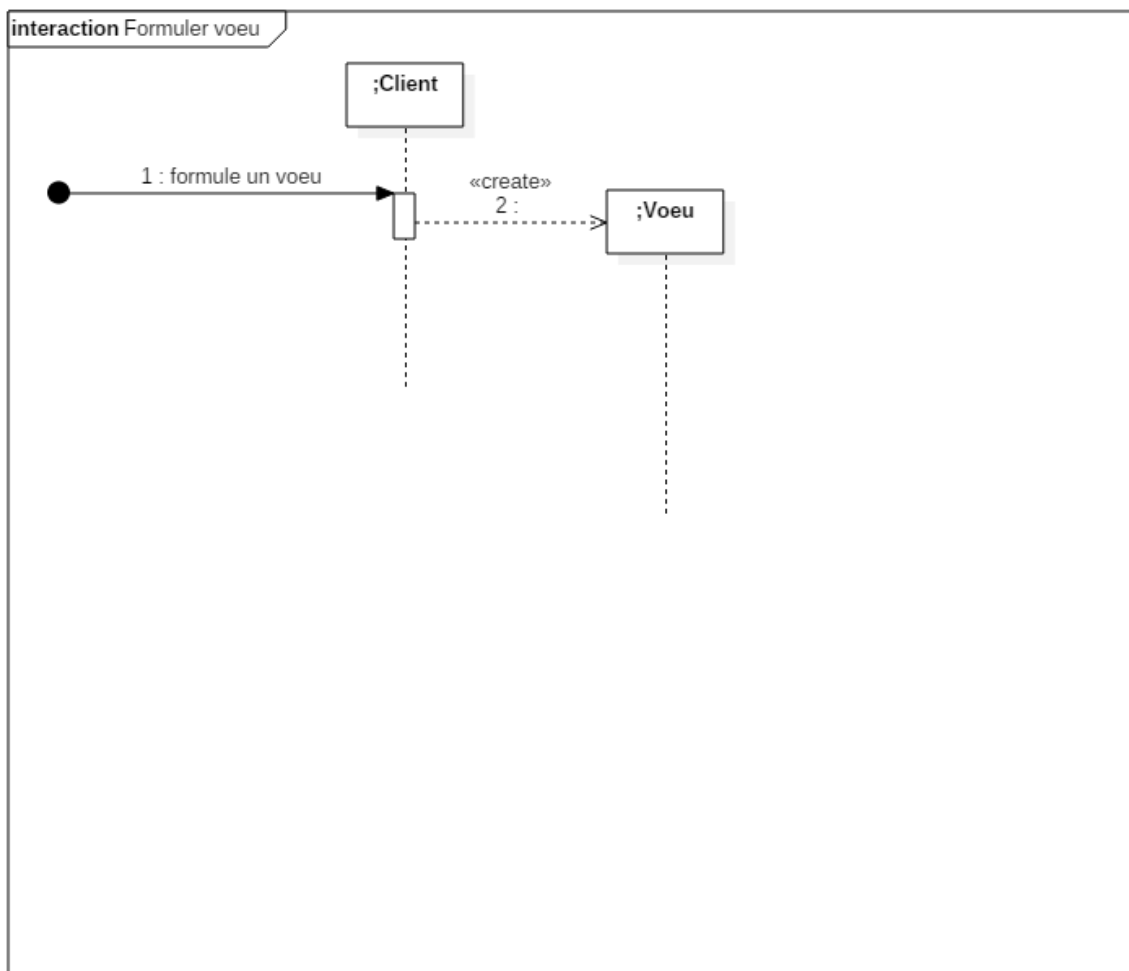 interaction Formuler voeu
;Client
1 : formule un voeu
«create»
2 :
;Voeu